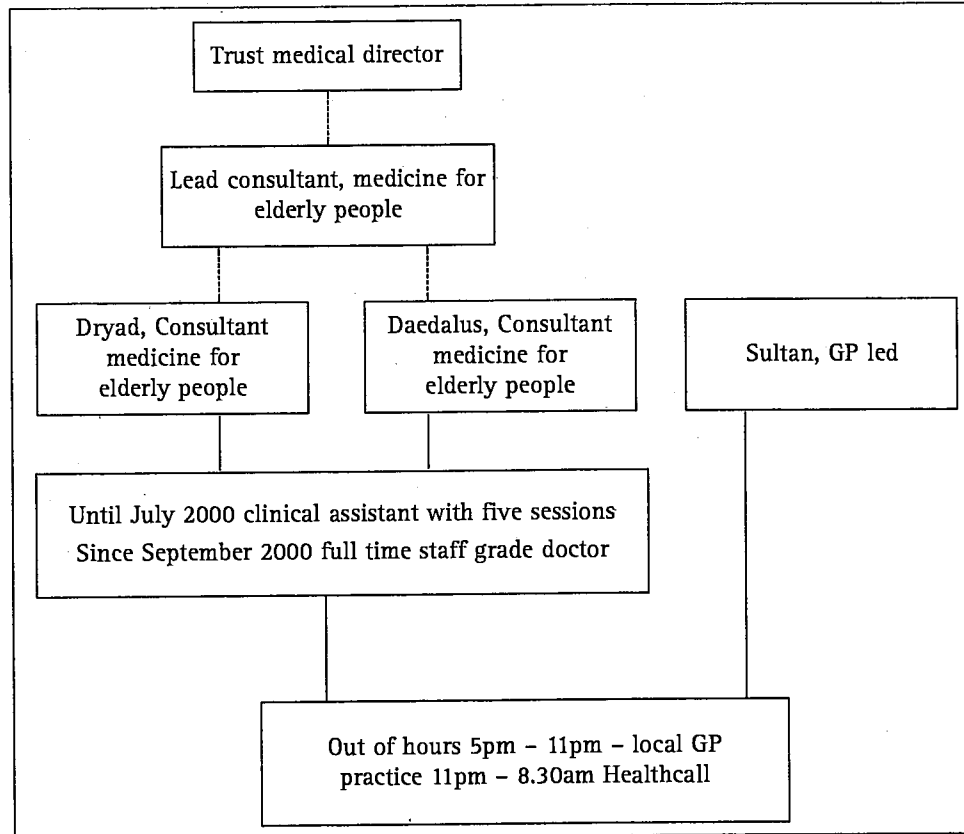 Trust medical director
Lead consultant, medicine for
elderly people
Dryad, Consultant
medicine for
elderly people
Daedalus, Consultant
medicine for
elderly people
Sultan, GP led
Until July 2000 clinical assistant with five sessions
Since September 2000 full time staff grade doctor
Out of hours 5pm – 11pm – local GP
practice 11pm – 8.30am Healthcall